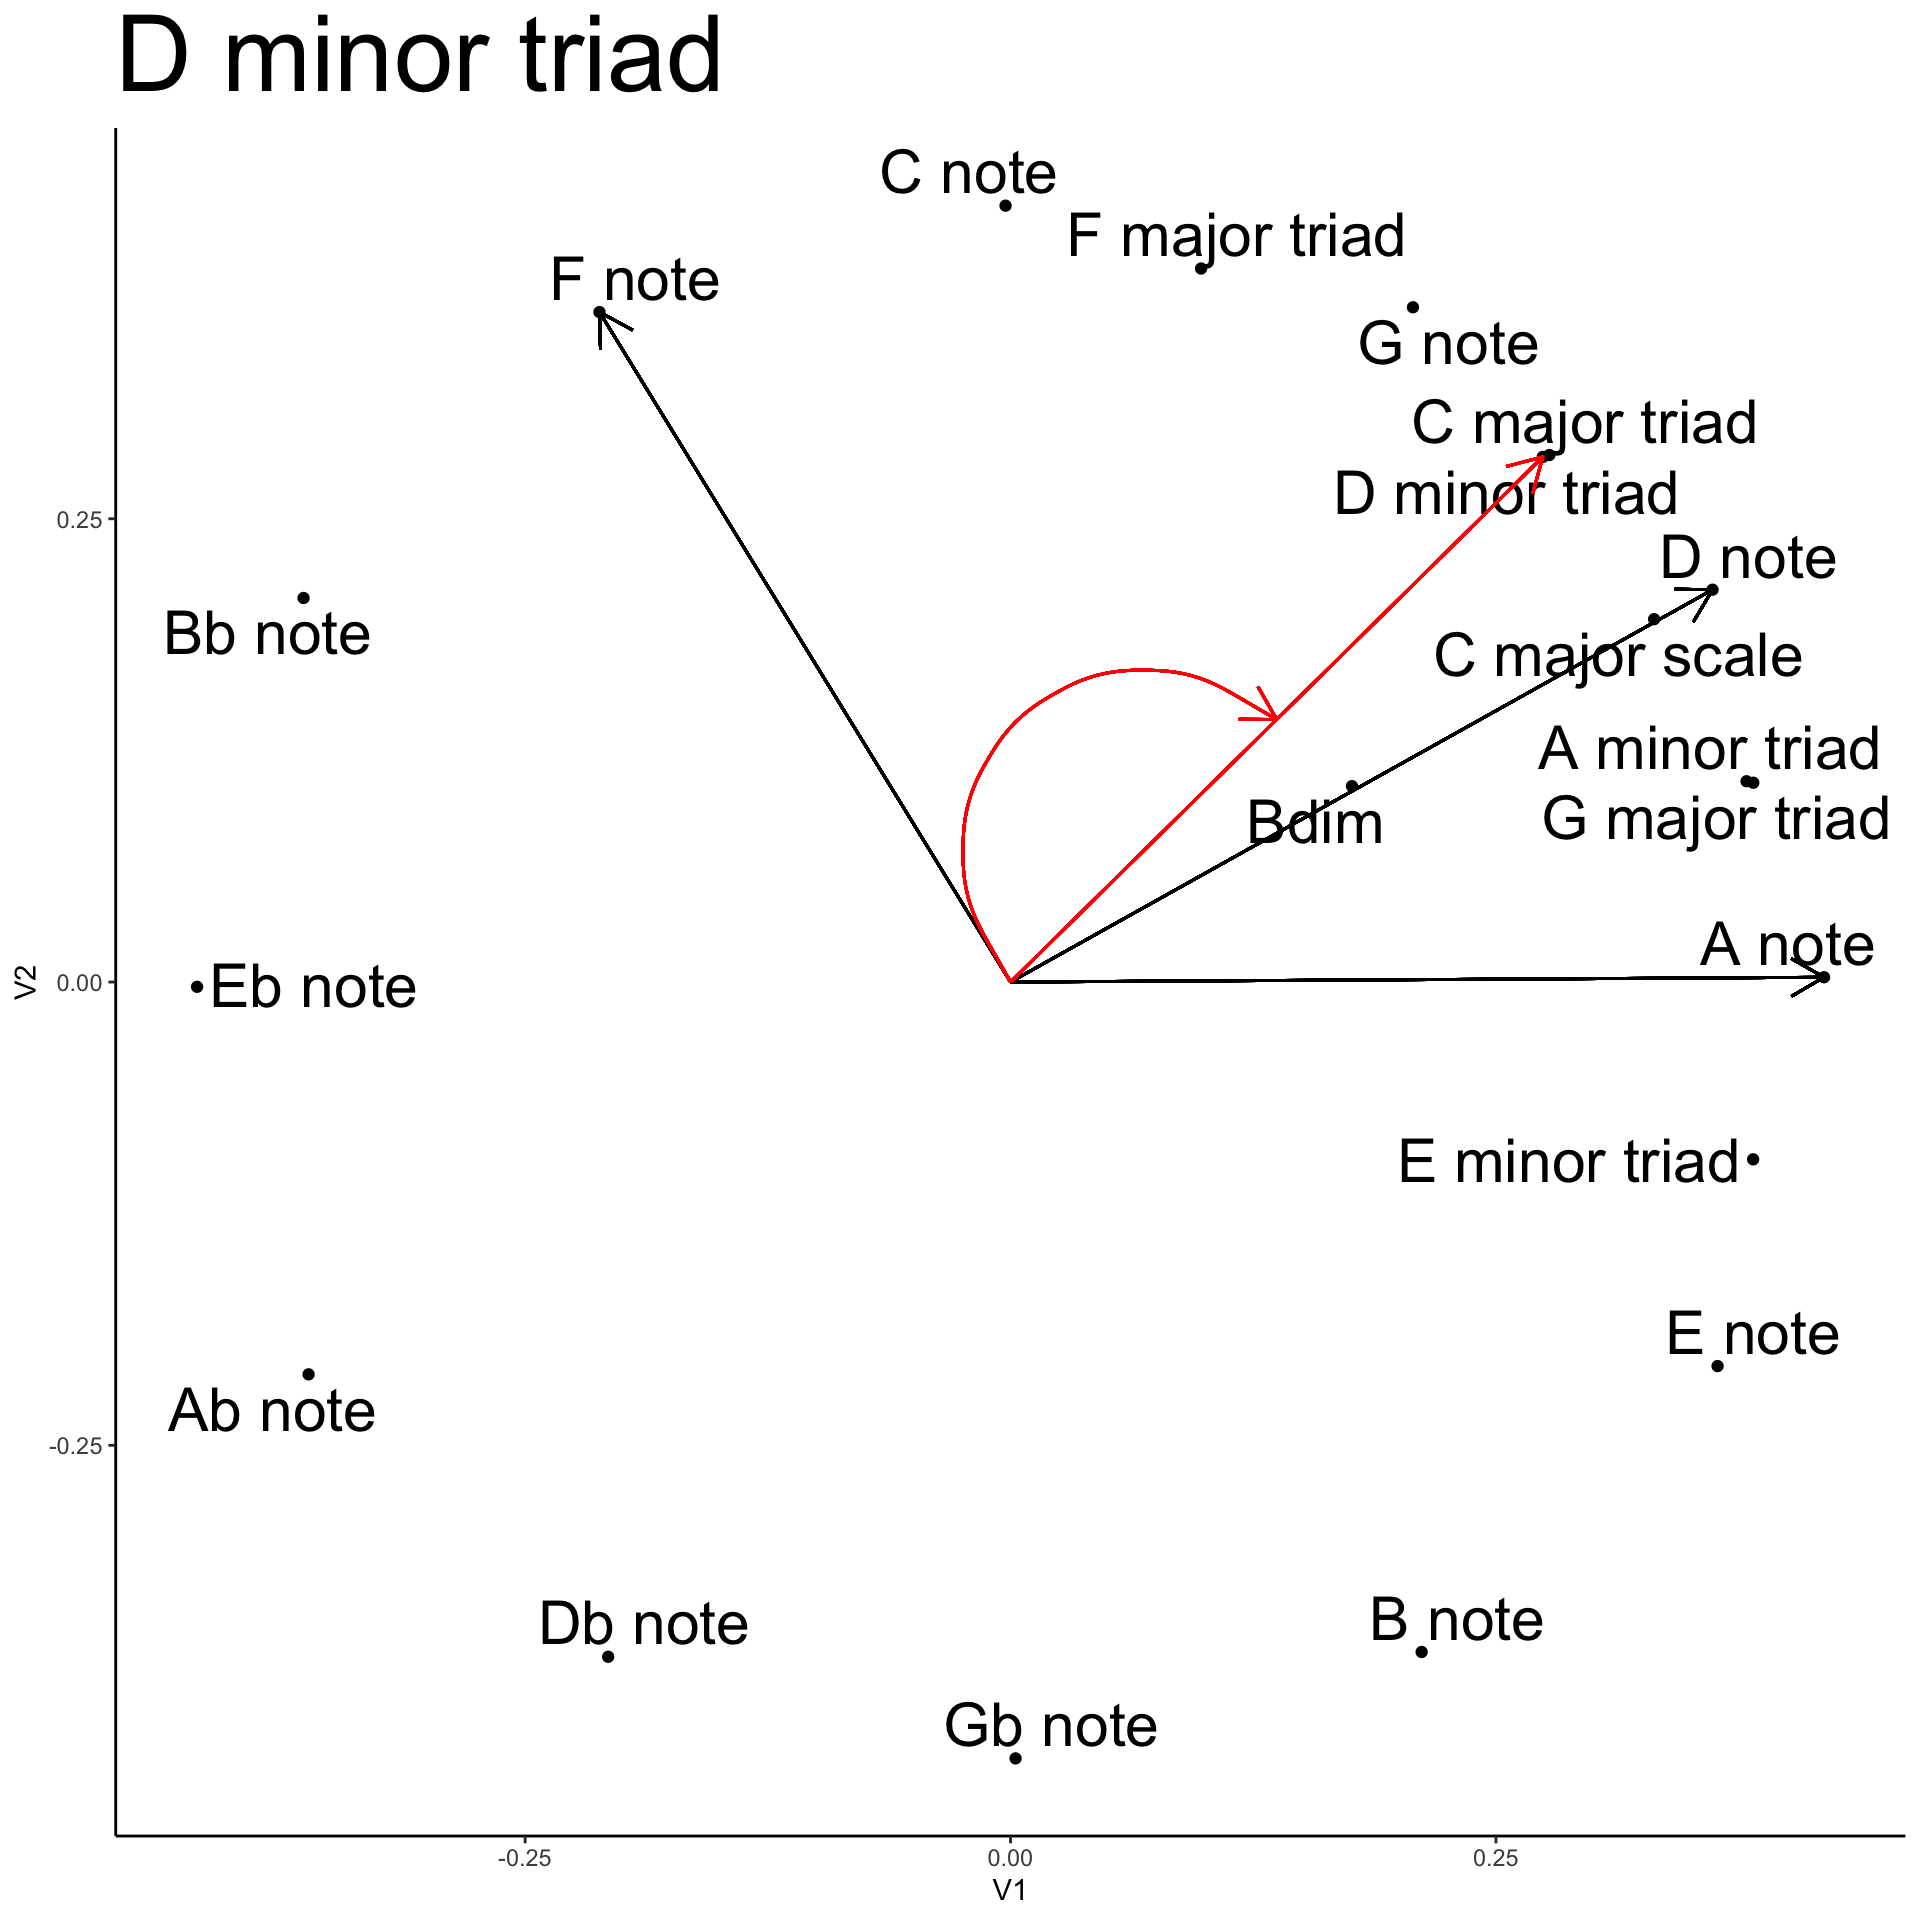 D minor triad
C note
F major triad
F note
G note
C major triad
D minor triad
0.25
D note
Bb note
C major scale
A minor triad
G major triad
Bdim
A note
V2
0.00
Eb note
E minor triad
E note
Ab note
-0.25
Db note
B note
Gb note
-0.25
0.00
0.25
V1